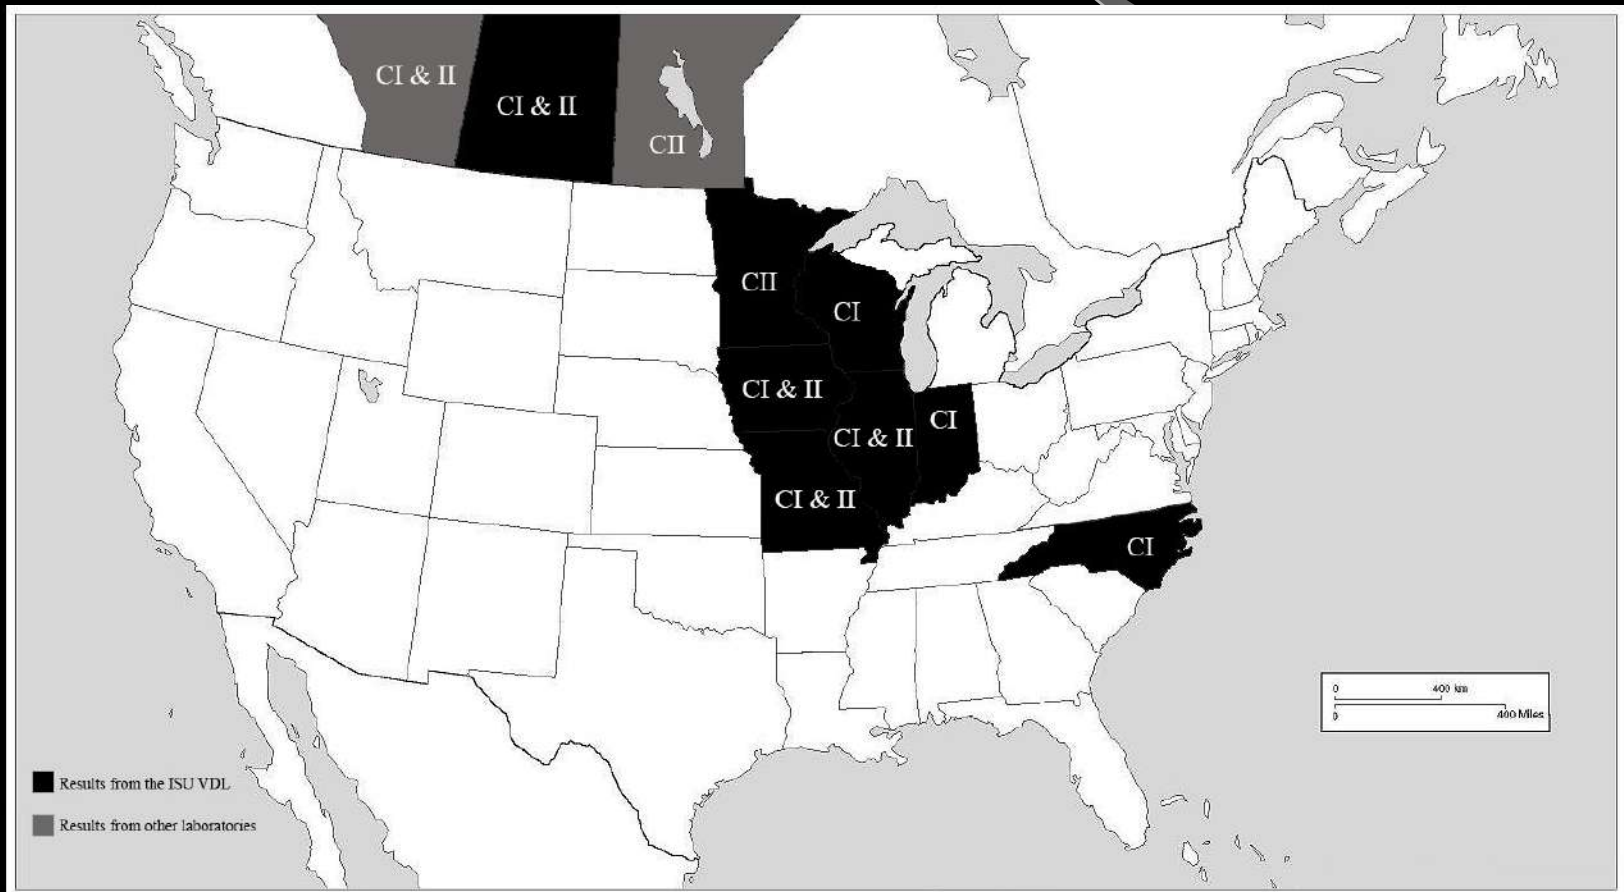 CI & II
CI & II
CII
CII
CI
CI & II
CI & II
CI
CI & II
CI
0 400 km
0 400 Miles
Results from the ISU VDL
Results from other laboratories